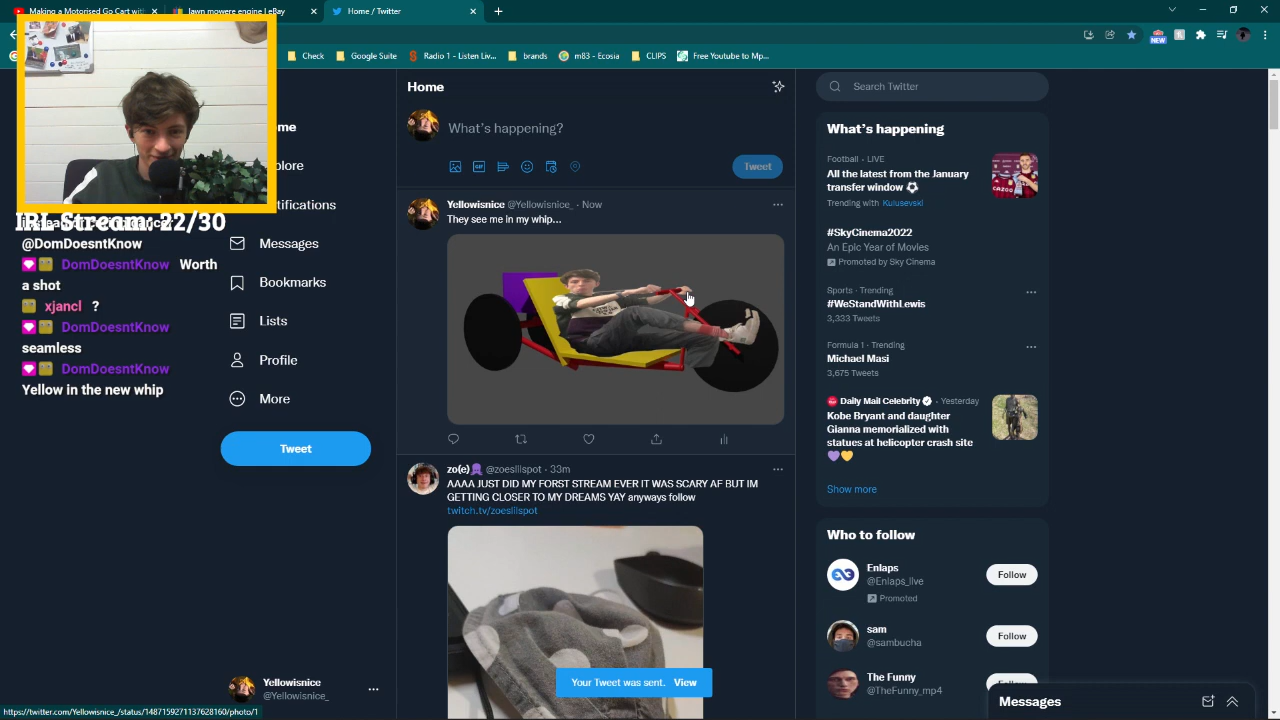 Making a Motorised Go Cart with
lawn mowere engine | eBay
Home / Twitter
Check
Google Suite
Radio 1 - Listen Liv...
brands
m83 - Ecosia
CLIPS
Free Youtube to Mp...
NEW
IRL Stream: 22/30
@DomDoesntKnow
DomDoesntKnow Worth
a shot
xjancl ?
DomDoesntKnow
seamless
DomDoesntKnow
Yellow in the new whip
Messages
Bookmarks
Lists
Profile
More
Tweet
Yellowisnice
@Yellowisnice_
Home
What's happening?
GIF
Tweet
Yellowisnice @Yellowisnice_ · Now
They see me in my whip...
zo(e) @zoeslilspot · 33m
AAAA JUST DID MY FORST STREAM EVER IT WAS SCARY AF BUT IM
GETTING CLOSER TO MY DREAMS YAY anyways follow
twitch.tv/zoeslilspot
Your Tweet was sent. View
Search Twitter
What's happening
Football · LIVE
All the latest from the January
transfer window
Trending with Kulusevski
CAZOO
#SkyCinema2022
An Epic Year of Movies
Promoted by Sky Cinema
Sports · Trending
#WeStandWithLewis
3,333 Tweets
Formula 1 · Trending
Michael Masi
3,675 Tweets
Daily Mail Celebrity · Yesterday
Kobe Bryant and daughter
Gianna memorialized with
statues at helicopter crash site
Show more
Who to follow
Enlaps
@Enlaps_live
Promoted
Follow
sam
@sambucha
Follow
The Funny
@TheFunny_mp4
Messages
https://twitter.com/Yellowisnice_/status/1487159271137628160/photo/1